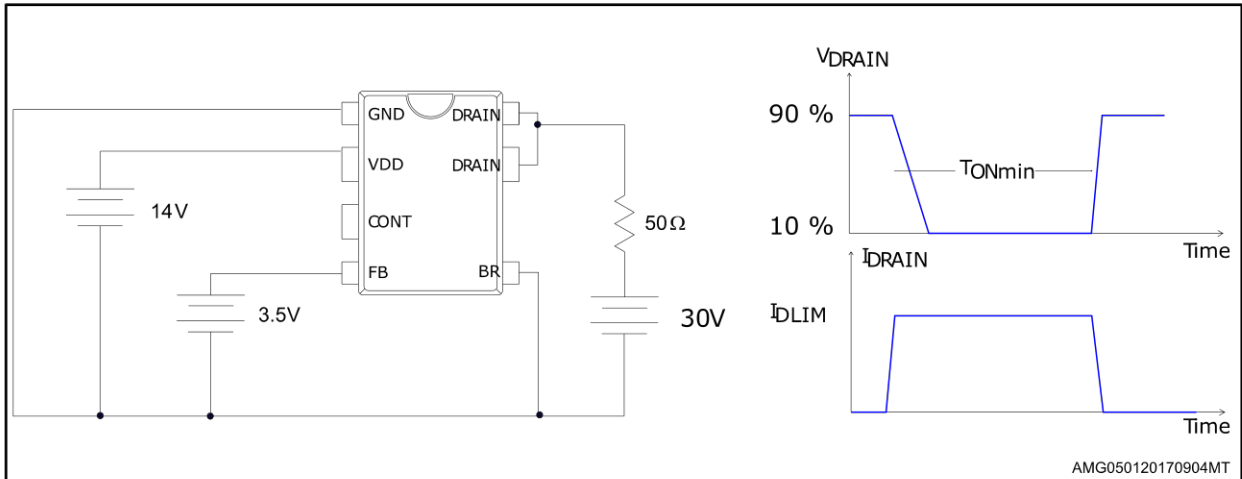 GND
DRAIN
VDD
DRAIN
CONT
FB
BR
14V
3.5V
50Ω
30V
VDRAIN
90 %
TONmin
10 %
Time
IDRAIN
IDLIM
Time
AMG050120170904MT